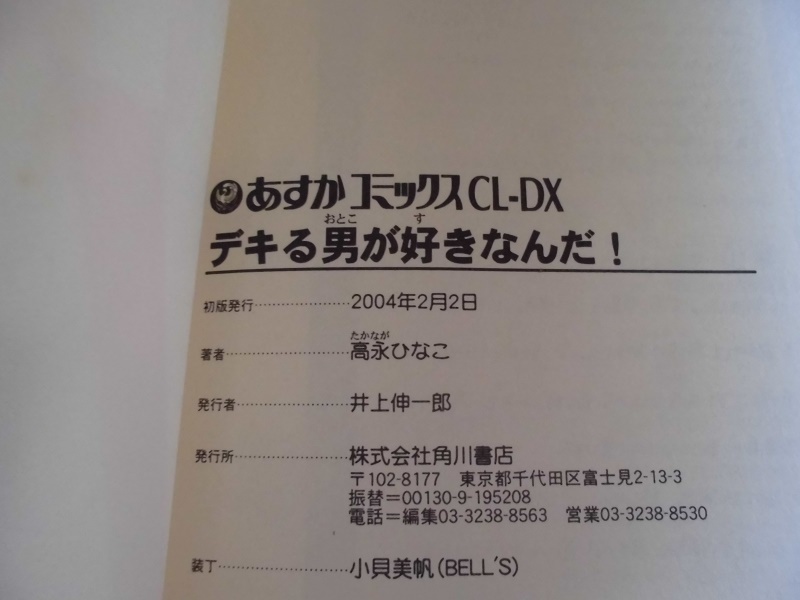 あすかコミックスCL-DX
おとこ す
デキる男が好きなんだ!
初版発行…………………2004年2月2日
たかなが
著者………………………高永ひなこ
発行者……………………井上伸一郎
発行所……………………株式会社角川書店
〒102-8177 東京都千代田区富士見2-13-3
振替=00130-9-195208
電話=編集03-3238-8563 営業03-3238-8530
装丁………………………小貝美帆(BELL'S)